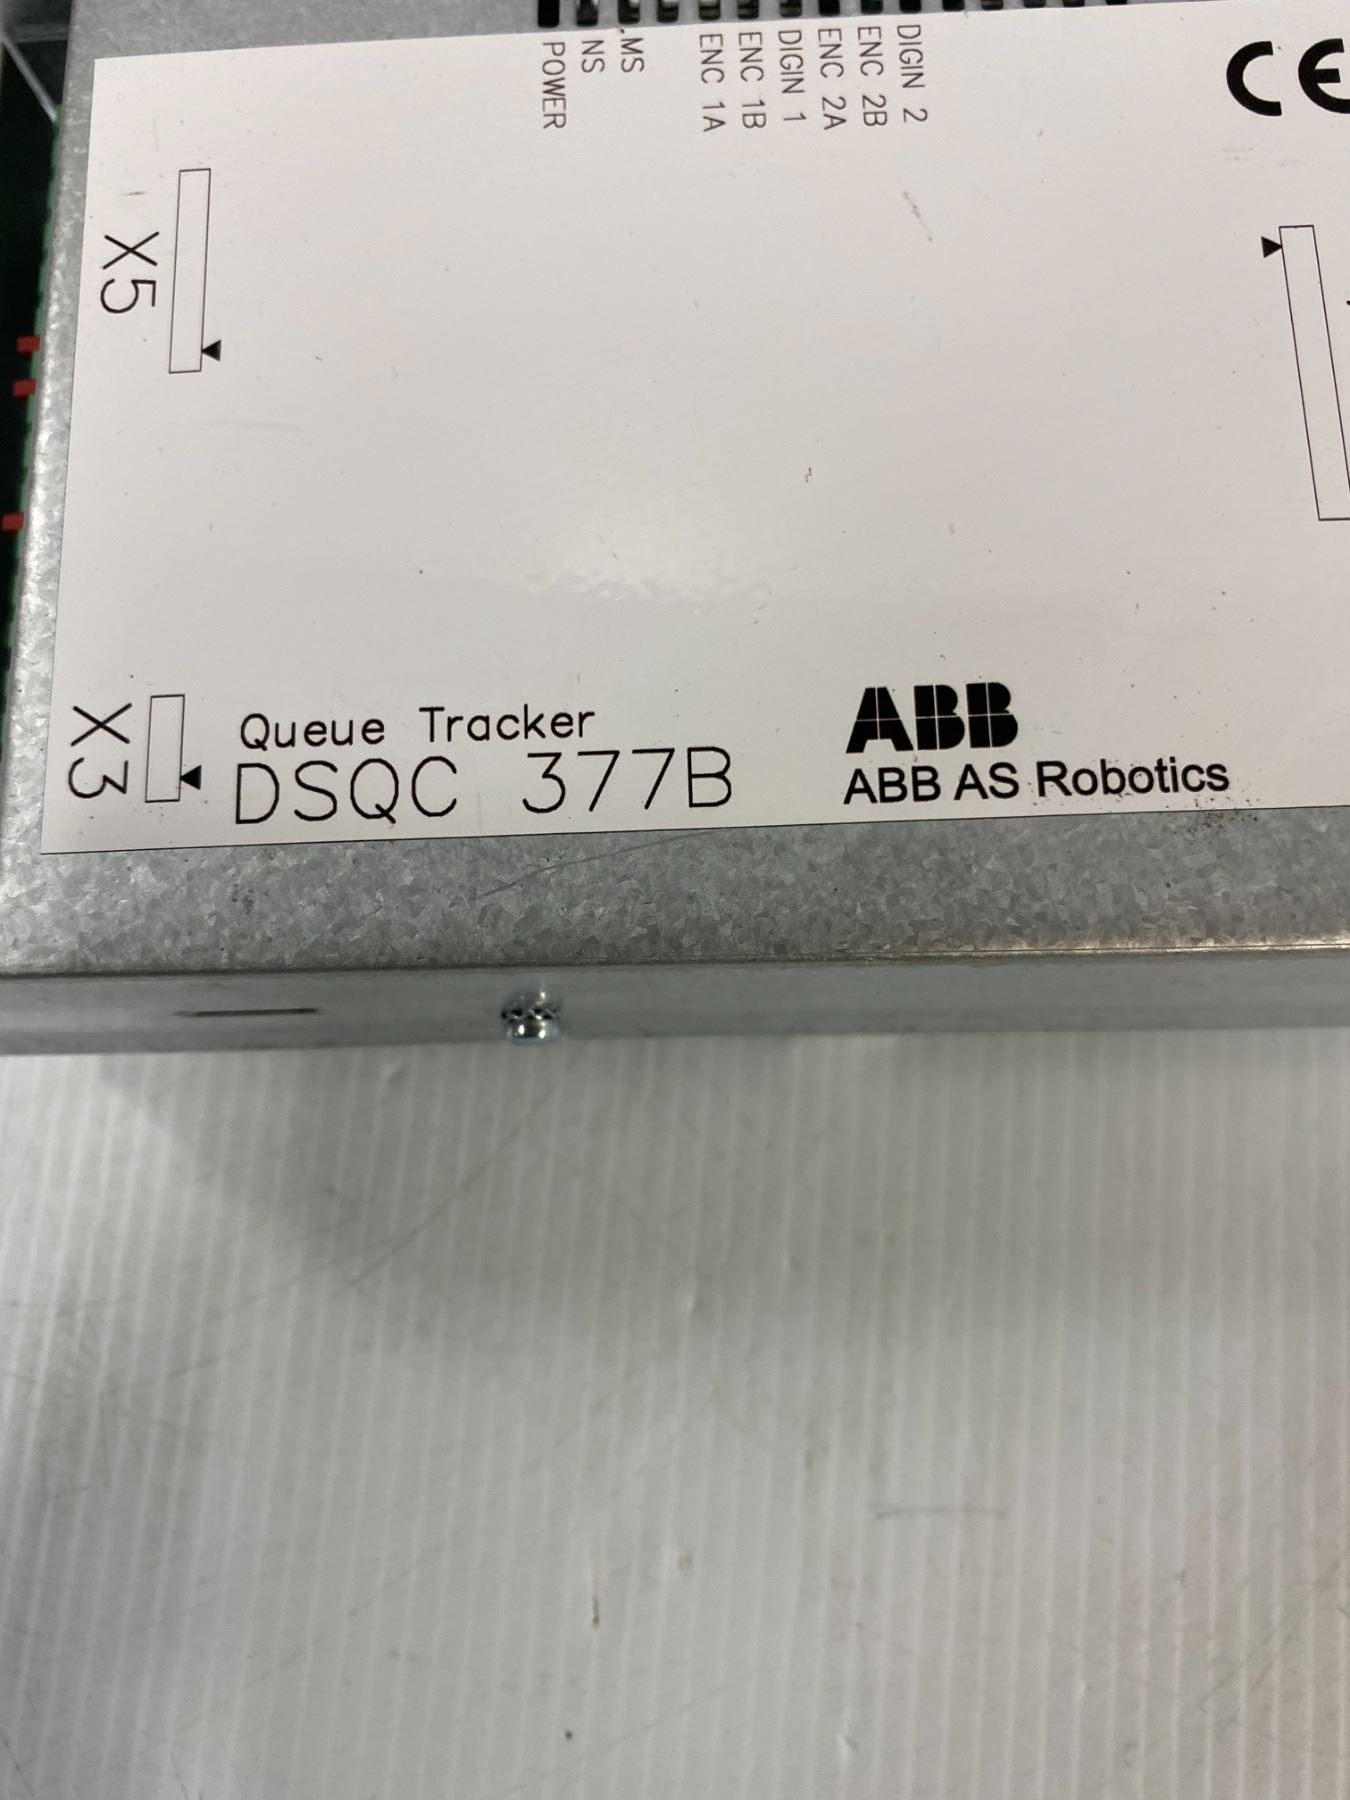 POWER
NS
MS
ENC 1A
ENC 1B
DIGIN 1
ENC 2A
ENC 2B
DIGIN 2
CE
X5
X3
Queue Tracker
DSQC 377B
ABB
ABB AS Robotics